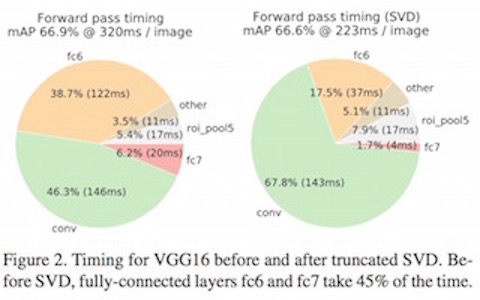 Forward pass timing
mAP 66.9% @ 320ms / image
fc6
38.7% (122ms)
other
3.5% (11ms)
roi_pool5
5.4% (17ms)
6.2% (20ms)
fc7
46.3% (146ms)
conv
Forward pass timing (SVD)
mAP 66.6% @ 223ms / image
fc6
17.5% (37ms)
other
5.1% (11ms)
roi_pool5
7.9% (17ms)
1.7% (4ms)
fc7
67.8% (143ms)
conv
Figure 2. Timing for VGG16 before and after truncated SVD. Be-
fore SVD, fully-connected layers fc6 and fc7 take 45% of the time.